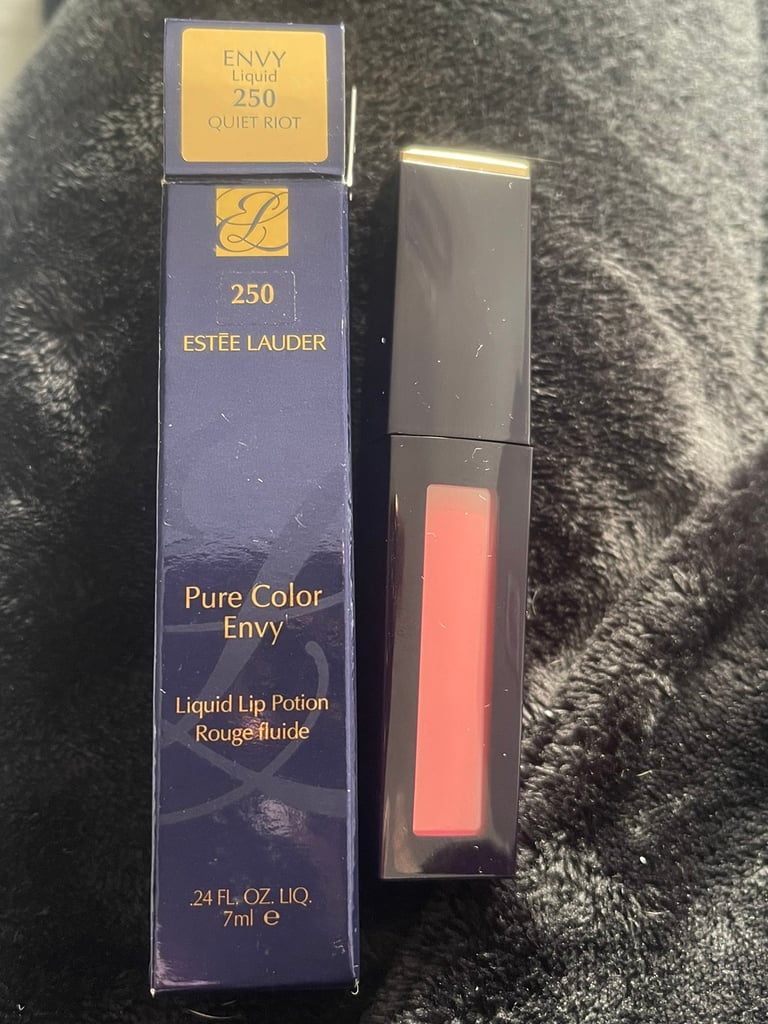 ENVY
Liquid
250
QUIET RIOT
EL
250
ESTĒE LAUDER
Pure Color
Envy
Liquid Lip Potion
Rouge fluide
.24 FL. OZ. LIQ.
7ml ℮